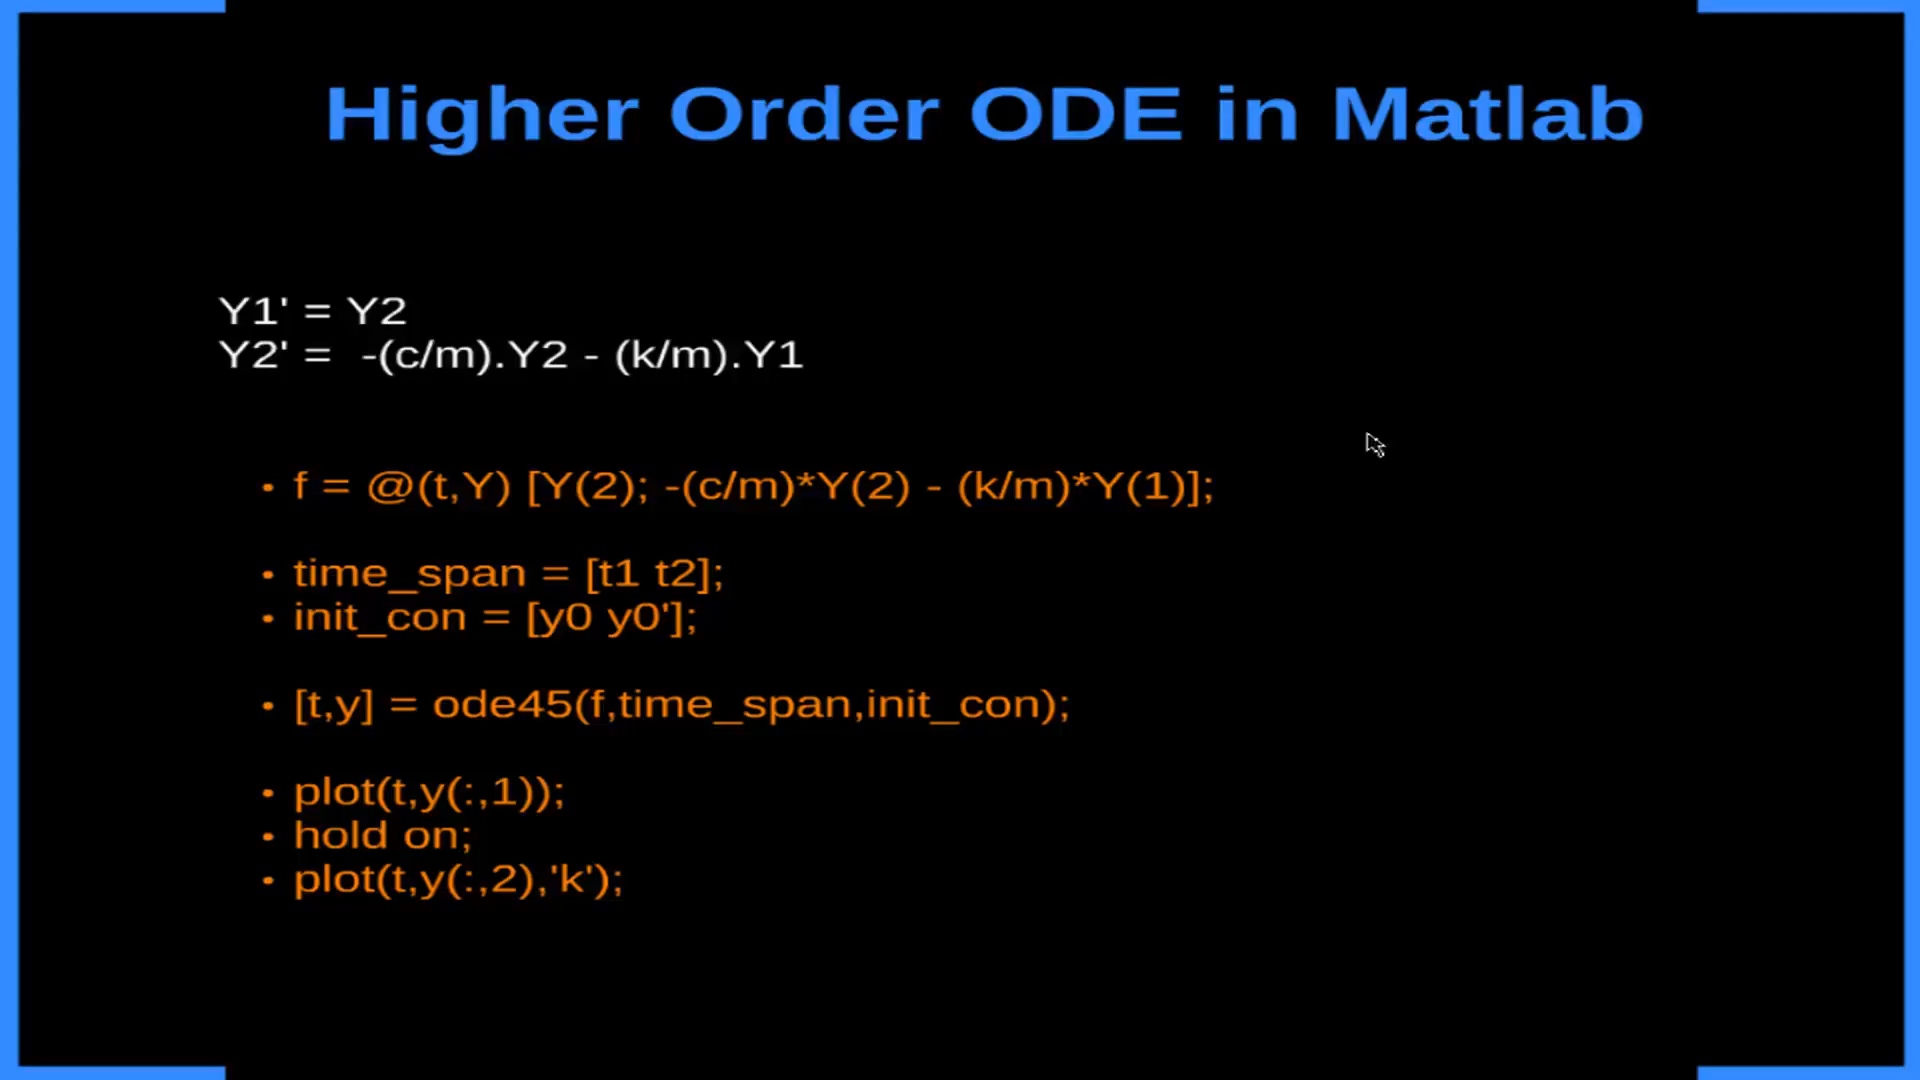 Higher Order ODE in Matlab
Y1' = Y2
Y2' =  -(c/m).Y2 - (k/m).Y1
• f = @(t,Y) [Y(2); -(c/m)*Y(2) - (k/m)*Y(1)];
• time_span = [t1 t2];
• init_con = [y0 y0'];
• [t,y] = ode45(f,time_span,init_con);
• plot(t,y(:,1));
• hold on;
• plot(t,y(:,2),'k');